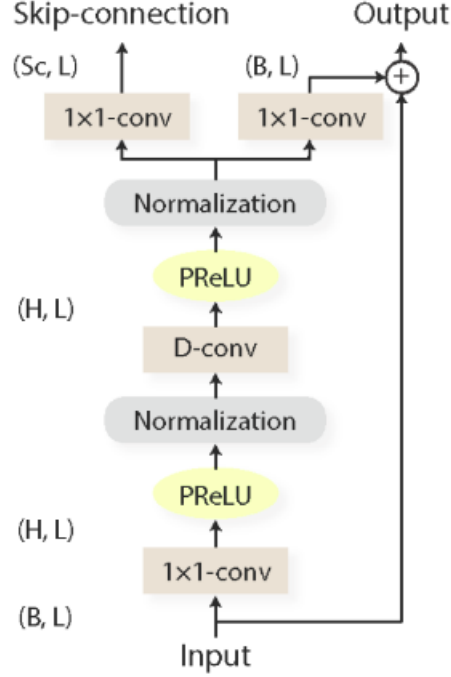 Skip-connection Output
(Sc, L) (B, L)
+
1×1-conv 1×1-conv
Normalization
PReLU
(H, L)
D-conv
Normalization
PReLU
(H, L)
1×1-conv
(B, L)
Input